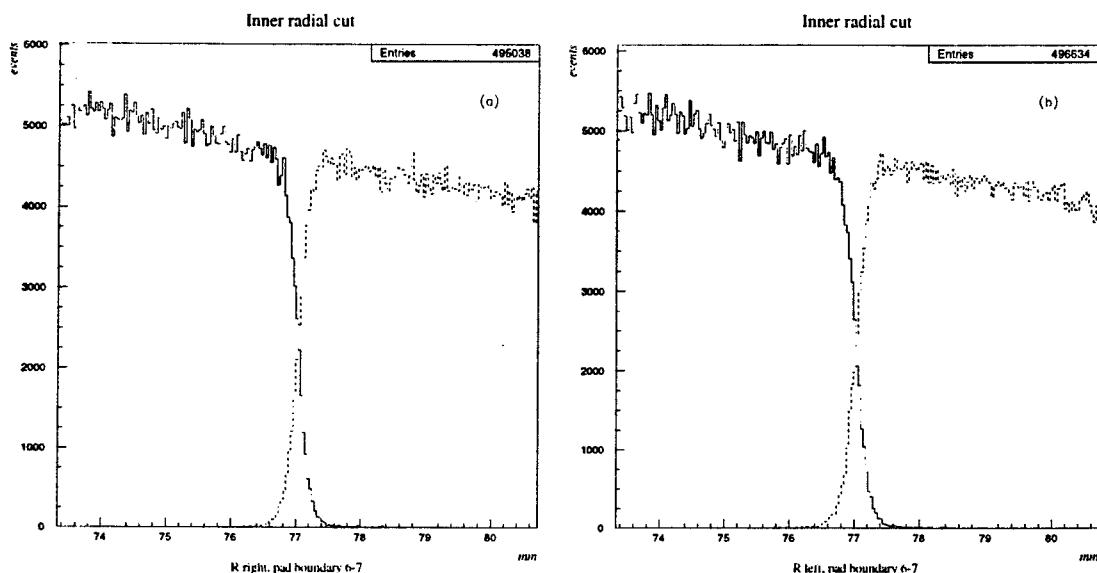 Inner radial cut
events
6000
Entries 495038
(a)
5000
4000
3000
2000
1000
0
74 75 76 77 78 79 80
mm
R right, pad boundary 6-7
Inner radial cut
events
6000
Entries 496634
(b)
5000
4000
3000
2000
1000
0
74 75 76 77 78 79 80
mm
R left, pad boundary 6-7